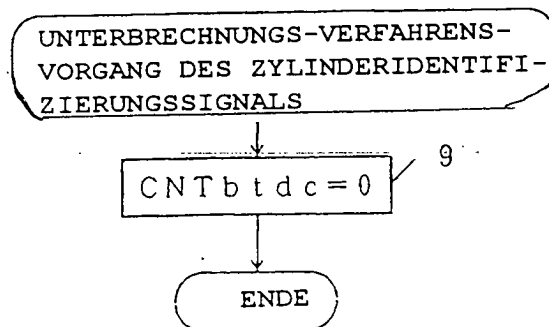 UNTERBRECHNUNGS-VERFAHRENS-
VORGANG DES ZYLINDERIDENTIFI-
ZIERUNGSSIGNALS
9
CNTbtdc=0
ENDE